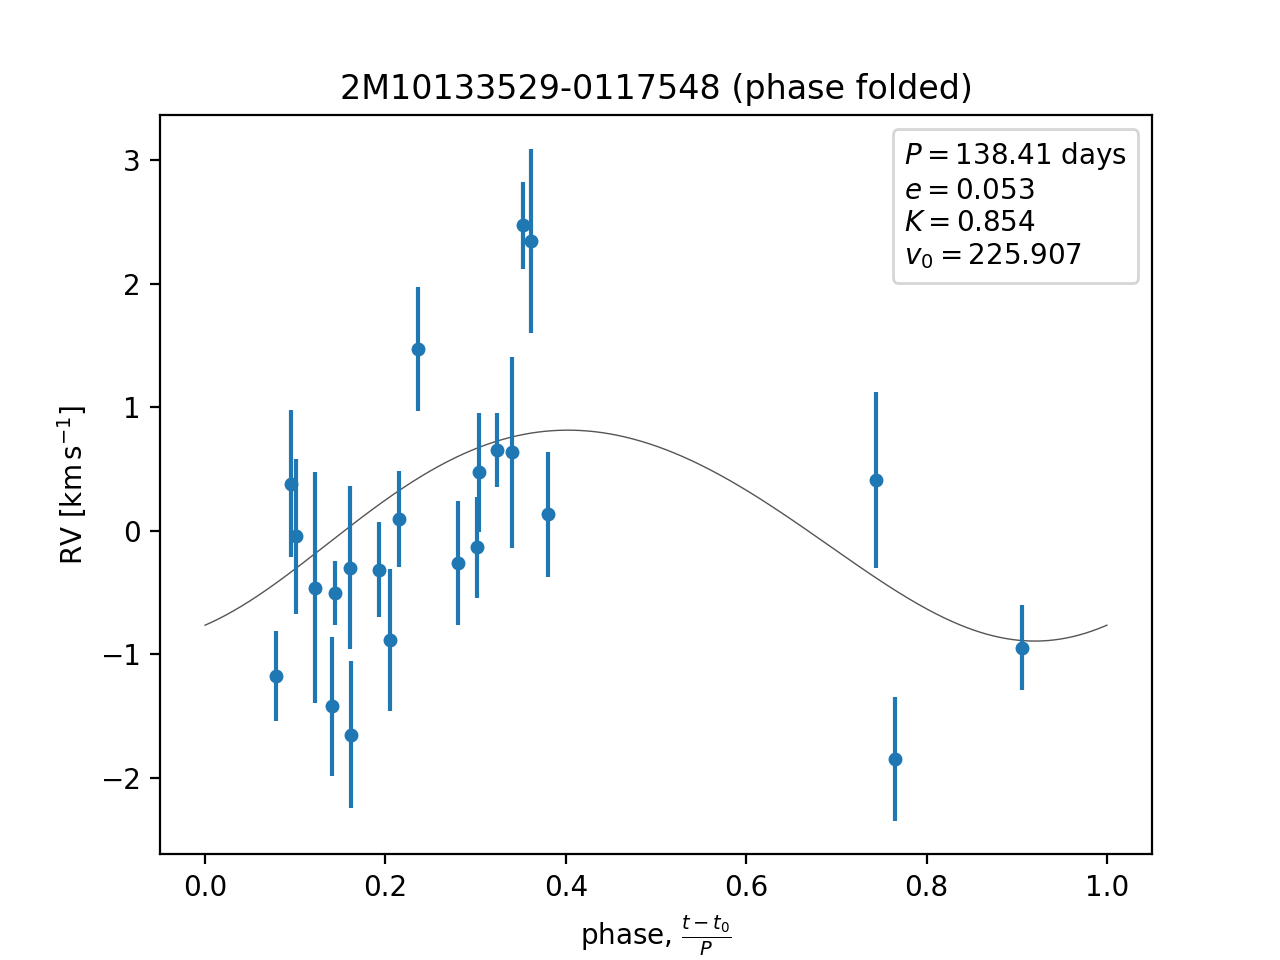 2M10133529-0117548 (phase folded)
P = 138.41 days
e = 0.053
K = 0.854
v₀ = 225.907
3
2
1
0
−1
−2
RV [km s⁻¹]
0.0 0.2 0.4 0.6 0.8 1.0
phase, (t − t₀)/P